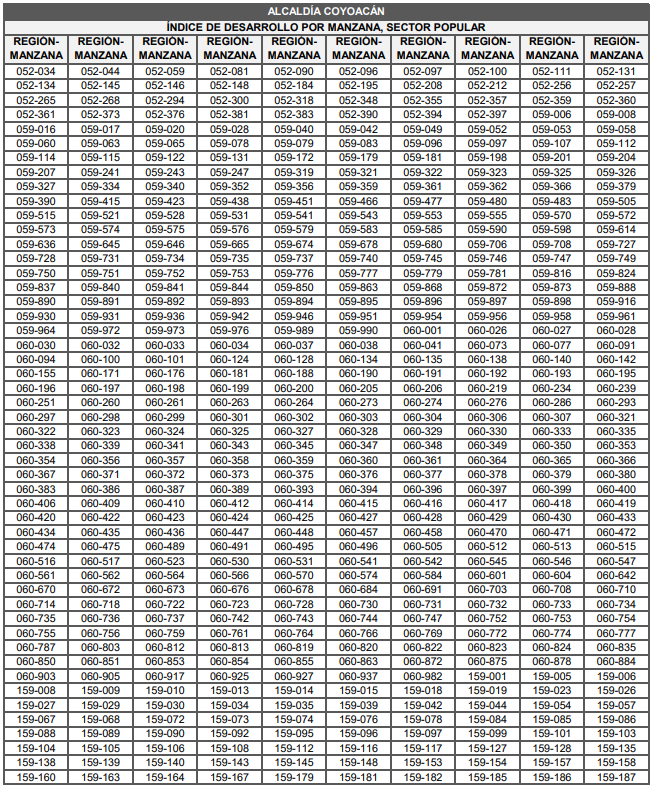 ALCALDÍA COYOACÁN
ÍNDICE DE DESARROLLO POR MANZANA, SECTOR POPULAR
REGIÓN- REGIÓN- REGIÓN- REGIÓN- REGIÓN- REGIÓN- REGIÓN- REGIÓN- REGIÓN- REGIÓN-
MANZANA MANZANA MANZANA MANZANA MANZANA MANZANA MANZANA MANZANA MANZANA MANZANA
052-034 052-044 052-059 052-081 052-090 052-096 052-097 052-100 052-111 052-131
052-134 052-145 052-146 052-148 052-184 052-195 052-208 052-212 052-256 052-257
052-265 052-268 052-294 052-300 052-318 052-348 052-355 052-357 052-359 052-360
052-361 052-373 052-376 052-381 052-383 052-390 052-394 052-397 059-006 059-008
059-016 059-017 059-020 059-028 059-040 059-042 059-049 059-052 059-053 059-058
059-060 059-063 059-065 059-078 059-079 059-083 059-096 059-097 059-107 059-112
059-114 059-115 059-122 059-131 059-172 059-179 059-181 059-198 059-201 059-204
059-207 059-241 059-243 059-247 059-319 059-321 059-322 059-323 059-325 059-326
059-327 059-334 059-340 059-352 059-356 059-359 059-361 059-362 059-366 059-379
059-390 059-415 059-423 059-438 059-451 059-466 059-477 059-480 059-483 059-505
059-515 059-521 059-528 059-531 059-541 059-543 059-553 059-555 059-570 059-572
059-573 059-574 059-575 059-576 059-579 059-583 059-585 059-590 059-598 059-614
059-636 059-645 059-646 059-665 059-674 059-678 059-680 059-706 059-708 059-727
059-728 059-731 059-734 059-735 059-737 059-740 059-745 059-746 059-747 059-749
059-750 059-751 059-752 059-753 059-776 059-777 059-779 059-781 059-816 059-824
059-837 059-840 059-841 059-844 059-850 059-863 059-868 059-872 059-873 059-888
059-890 059-891 059-892 059-893 059-894 059-895 059-896 059-897 059-898 059-916
059-930 059-931 059-936 059-942 059-946 059-951 059-954 059-956 059-958 059-961
059-964 059-972 059-973 059-976 059-989 059-990 060-001 060-026 060-027 060-028
060-030 060-032 060-033 060-034 060-037 060-038 060-041 060-073 060-077 060-091
060-094 060-100 060-101 060-124 060-128 060-134 060-135 060-138 060-140 060-142
060-155 060-171 060-176 060-181 060-188 060-190 060-191 060-192 060-193 060-195
060-196 060-197 060-198 060-199 060-200 060-205 060-206 060-219 060-234 060-239
060-251 060-260 060-261 060-263 060-264 060-273 060-274 060-276 060-286 060-293
060-297 060-298 060-299 060-301 060-302 060-303 060-304 060-306 060-307 060-321
060-322 060-323 060-324 060-325 060-327 060-328 060-329 060-330 060-333 060-335
060-338 060-339 060-341 060-343 060-345 060-347 060-348 060-349 060-350 060-353
060-354 060-356 060-357 060-358 060-359 060-360 060-361 060-364 060-365 060-366
060-367 060-371 060-372 060-373 060-375 060-376 060-377 060-378 060-379 060-380
060-383 060-386 060-387 060-389 060-393 060-394 060-396 060-397 060-399 060-400
060-406 060-409 060-410 060-412 060-414 060-415 060-416 060-417 060-418 060-419
060-420 060-422 060-423 060-424 060-425 060-427 060-428 060-429 060-430 060-433
060-434 060-435 060-436 060-447 060-448 060-457 060-458 060-470 060-471 060-472
060-474 060-475 060-489 060-491 060-495 060-496 060-505 060-512 060-513 060-515
060-516 060-517 060-523 060-530 060-531 060-541 060-542 060-545 060-546 060-547
060-561 060-562 060-564 060-566 060-570 060-574 060-584 060-601 060-604 060-642
060-670 060-672 060-673 060-676 060-678 060-684 060-691 060-703 060-708 060-710
060-714 060-718 060-722 060-723 060-728 060-730 060-731 060-732 060-733 060-734
060-735 060-736 060-737 060-742 060-743 060-744 060-747 060-752 060-753 060-754
060-755 060-756 060-759 060-761 060-764 060-766 060-769 060-772 060-774 060-777
060-787 060-803 060-812 060-813 060-819 060-820 060-822 060-823 060-824 060-835
060-850 060-851 060-853 060-854 060-855 060-863 060-872 060-875 060-878 060-884
060-903 060-905 060-917 060-925 060-927 060-937 060-982 159-001 159-005 159-006
159-008 159-009 159-010 159-013 159-014 159-015 159-018 159-019 159-023 159-026
159-027 159-029 159-030 159-034 159-035 159-039 159-042 159-044 159-054 159-057
159-067 159-068 159-072 159-073 159-074 159-076 159-078 159-084 159-085 159-086
159-088 159-089 159-090 159-092 159-095 159-096 159-097 159-099 159-101 159-103
159-104 159-105 159-106 159-108 159-112 159-116 159-117 159-127 159-128 159-135
159-138 159-139 159-140 159-143 159-145 159-148 159-153 159-154 159-157 159-158
159-160 159-163 159-164 159-167 159-179 159-181 159-182 159-185 159-186 159-187